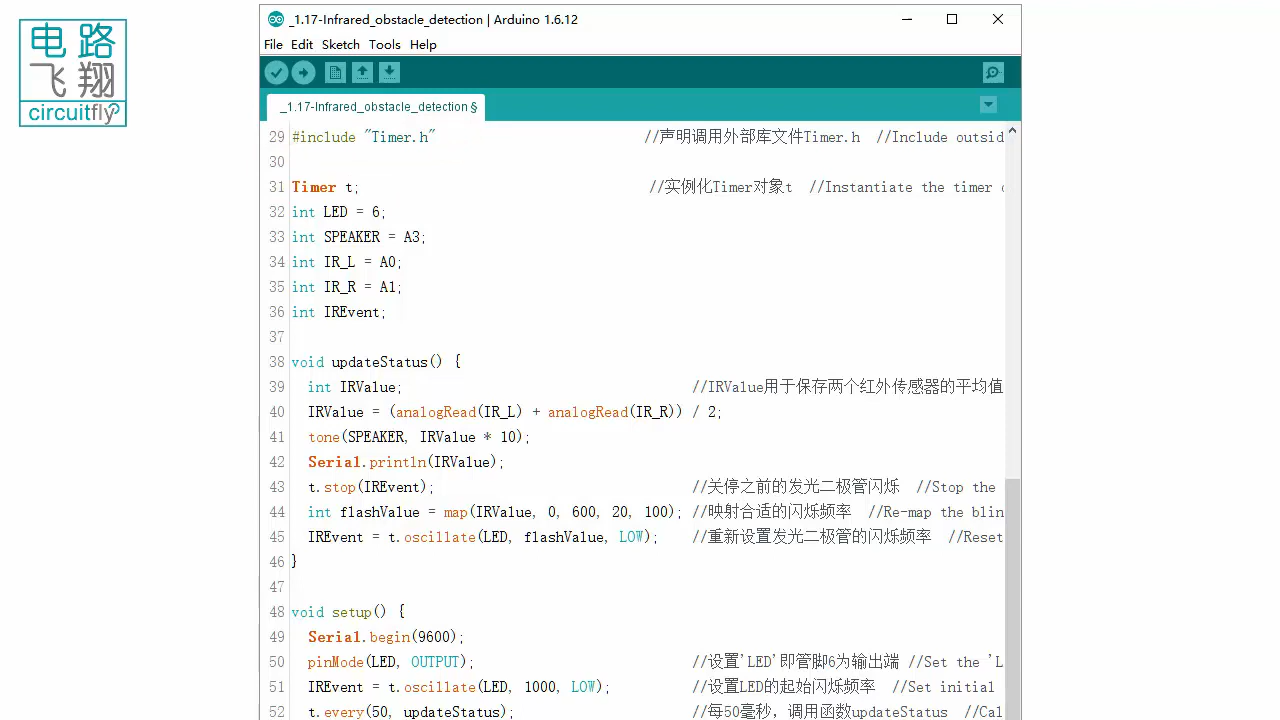 电路
飞翔
circuitfly
_1.17-Infrared_obstacle_detection | Arduino 1.6.12
File Edit Sketch Tools Help
_1.17-Infrared_obstacle_detection §
29 #include "Timer.h" //声明调用外部库文件Timer.h //Include outsid
30
31 Timer t; //实例化Timer对象t //Instantiate the timer
32 int LED = 6;
33 int SPEAKER = A3;
34 int IR_L = A0;
35 int IR_R = A1;
36 int IREvent;
37
38 void updateStatus() {
39 int IRValue; //IRValue用于保存两个红外传感器的平均值
40 IRValue = (analogRead(IR_L) + analogRead(IR_R)) / 2;
41 tone(SPEAKER, IRValue * 10);
42 Serial.println(IRValue);
43 t.stop(IREvent); //关停之前的发光二极管闪烁 //Stop the
44 int flashValue = map(IRValue, 0, 600, 20, 100); //映射合适的闪烁频率 //Re-map the blin
45 IREvent = t.oscillate(LED, flashValue, LOW); //重新设置发光二极管的闪烁频率 //Reset
46 }
47
48 void setup() {
49 Serial.begin(9600);
50 pinMode(LED, OUTPUT); //设置'LED'即管脚6为输出端 //Set the 'L
51 IREvent = t.oscillate(LED, 1000, LOW); //设置LED的起始闪烁频率 //Set initial
52 t.every(50, updateStatus); //每50毫秒，调用函数updateStatus //Cal